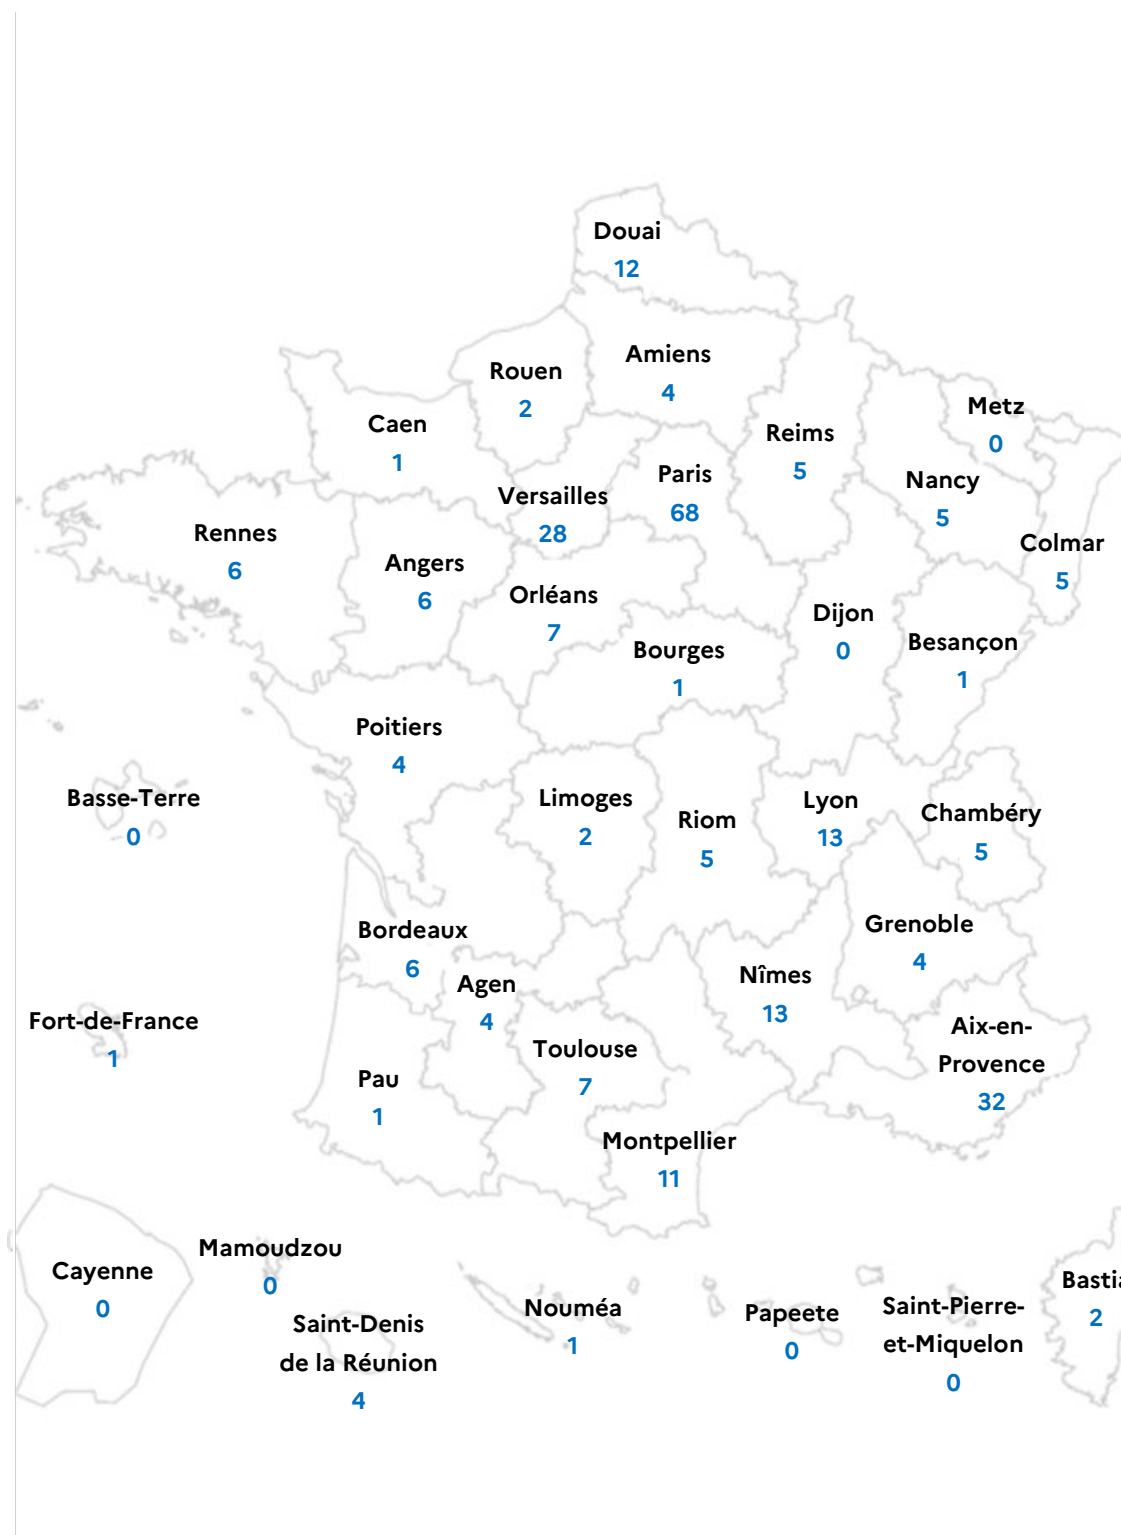 Douai
12
Amiens
4
Rouen
2
Caen
1
Metz
0
Reims
5
Paris
68
Nancy
5
Versailles
28
Rennes
6
Colmar
5
Angers
6
Orléans
7
Dijon
0
Besançon
1
Bourges
1
Poitiers
4
Basse-Terre
0
Limoges
2
Riom
5
Lyon
13
Chambéry
5
Bordeaux
6
Grenoble
4
Agen
4
Nîmes
13
Fort-de-France
1
Aix-en-
Provence
32
Toulouse
7
Pau
1
Montpellier
11
Cayenne
0
Mamoudzou
0
Saint-Denis
de la Réunion
4
Nouméa
1
Papeete
0
Saint-Pierre-
et-Miquelon
0
Bastia
2